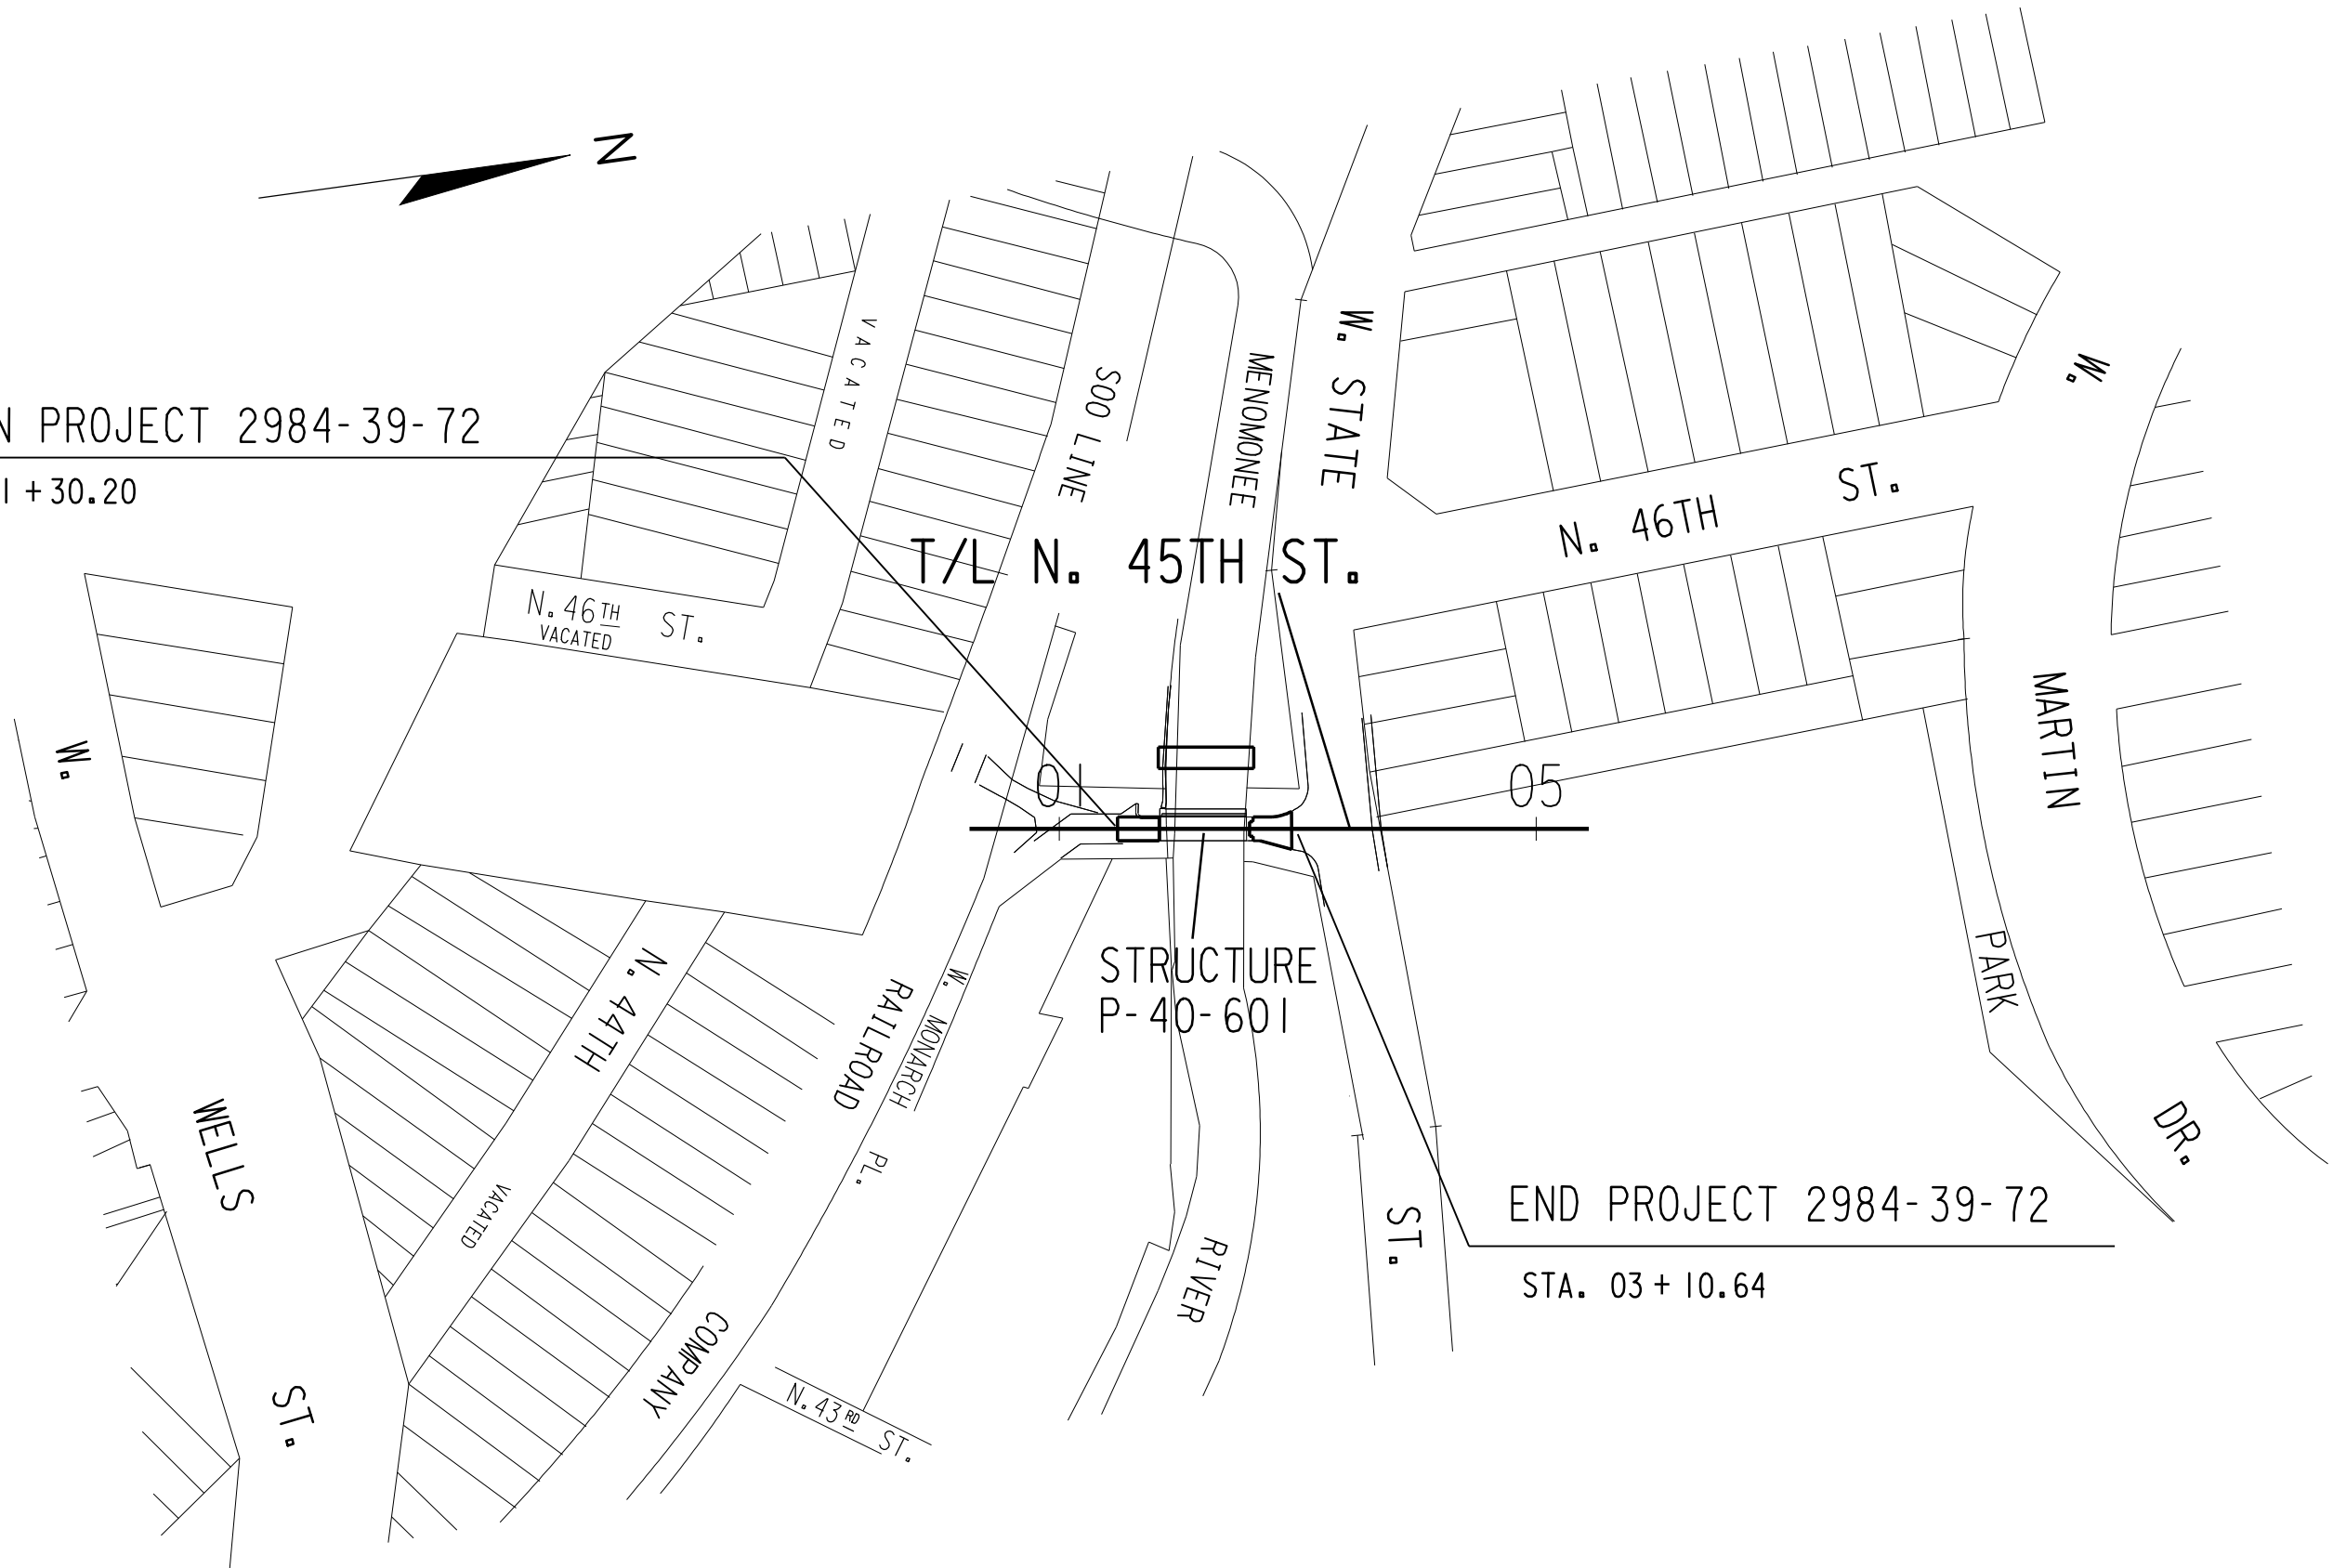 N
N PROJECT 2984-39-72
1+30.20
VACATED
SOO LINE
MENOMONEE
W. STATE
W.
T/L N. 45TH ST.
N. 46TH ST.
N. 46TH ST.
VACATED
W.
01
05
MARTIN
STRUCTURE
P-40-601
N. 44TH
RAILROAD
W. MONARCH
PARK
WELLS
VACATED
PL.
DR.
END PROJECT 2984-39-72
STA. 03+10.64
ST.
RIVER
COMPANY
ST.
N. 43RD ST.